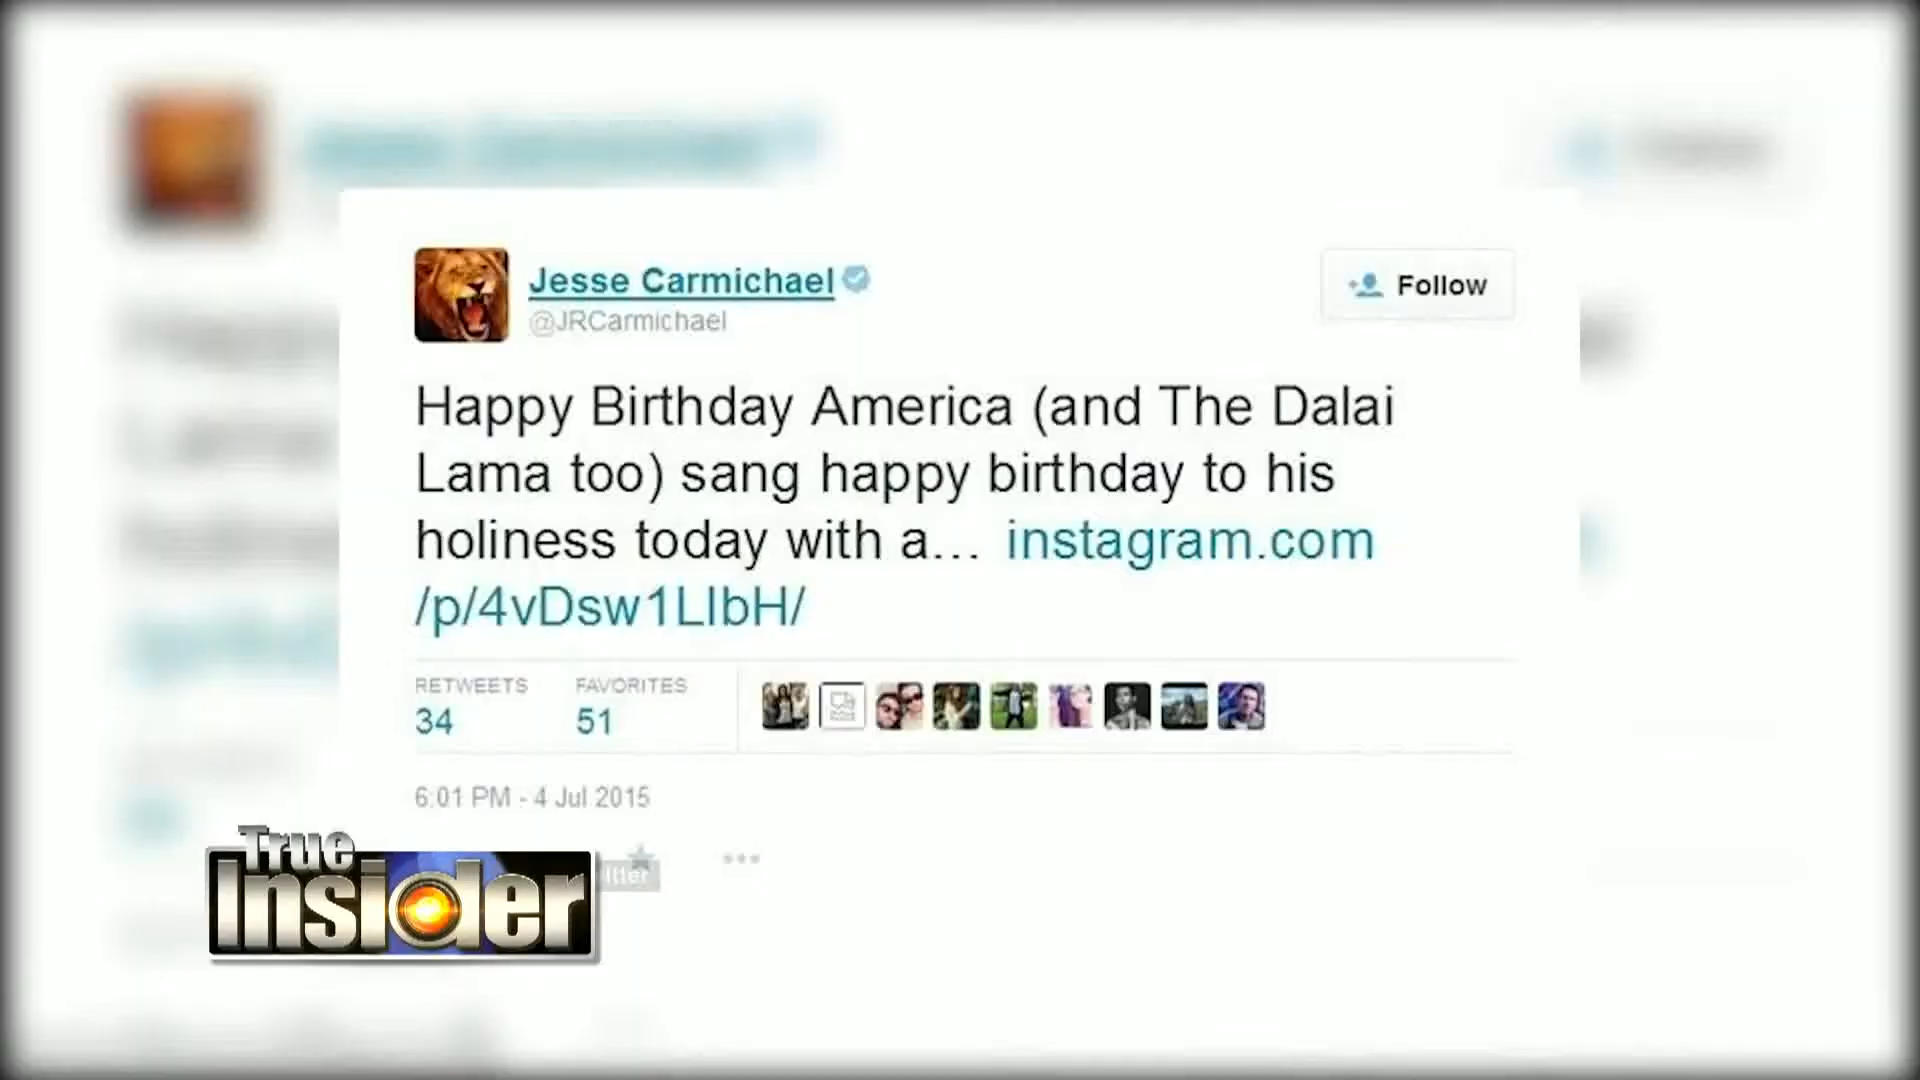 Jesse Carmichael
@JRCarmichael
Follow
Happy Birthday America (and The Dalai
Lama too) sang happy birthday to his
holiness today with a... instagram.com
/p/4vDsw1LIbH/
RETWEETS
FAVORITES
34
51
6:01 PM - 4 Jul 2015
True
Insider